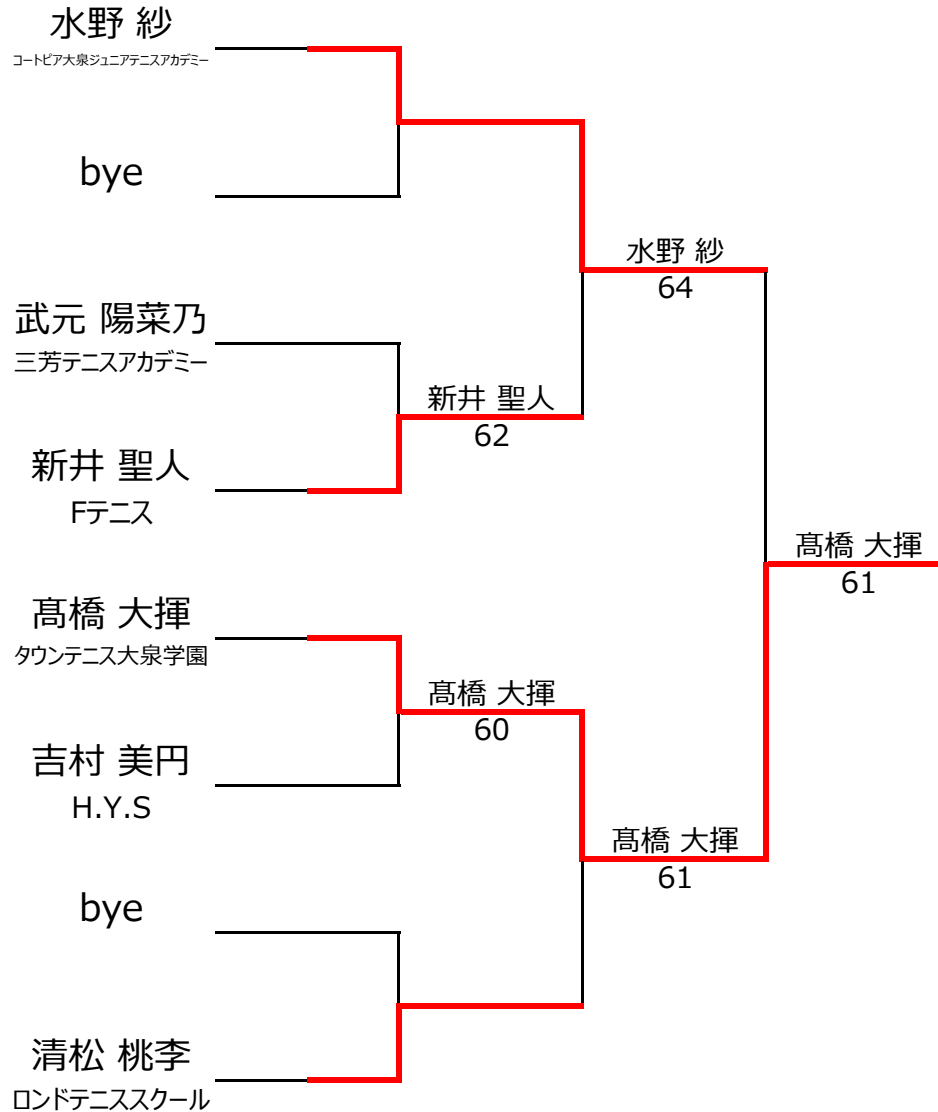 水野 紗
コートピア大泉ジュニアテニスアカデミー
bye
武元 陽菜乃
三芳テニスアカデミー
新井 聖人
Fテニス
髙橋 大揮
タウンテニス大泉学園
吉村 美円
H.Y.S
bye
清松 桃李
ロンドテニススクール
新井 聖人
62
髙橋 大揮
60
水野 紗
64
髙橋 大揮
61
髙橋 大揮
61